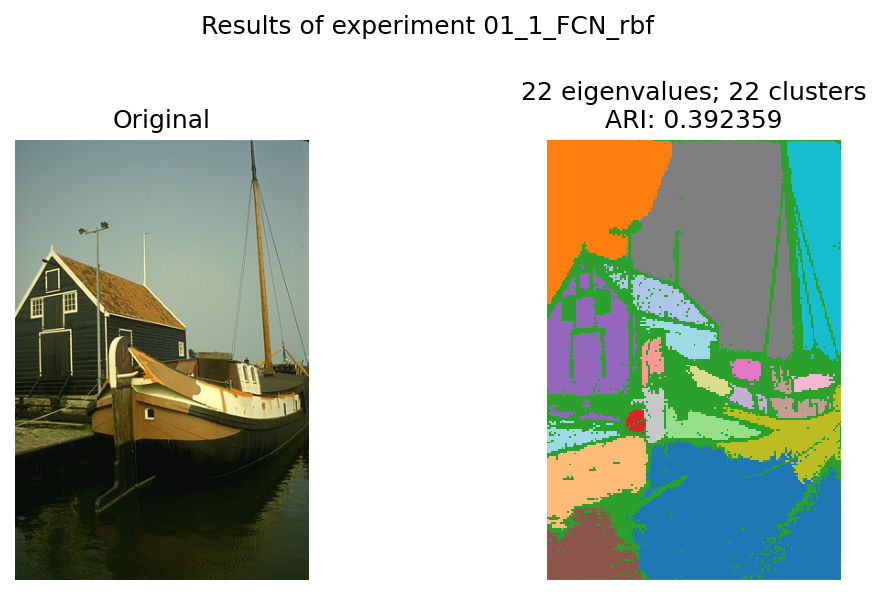 Results of experiment 01_1_FCN_rbf
Original
22 eigenvalues; 22 clusters
ARI: 0.392359